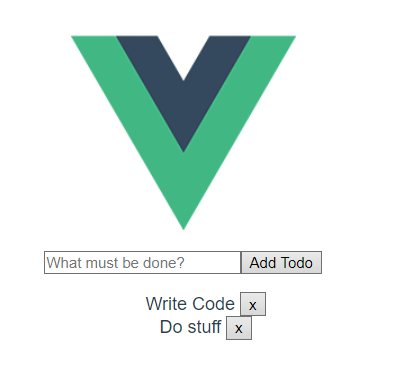 What must be done? Add Todo
Write Code x
Do stuff x